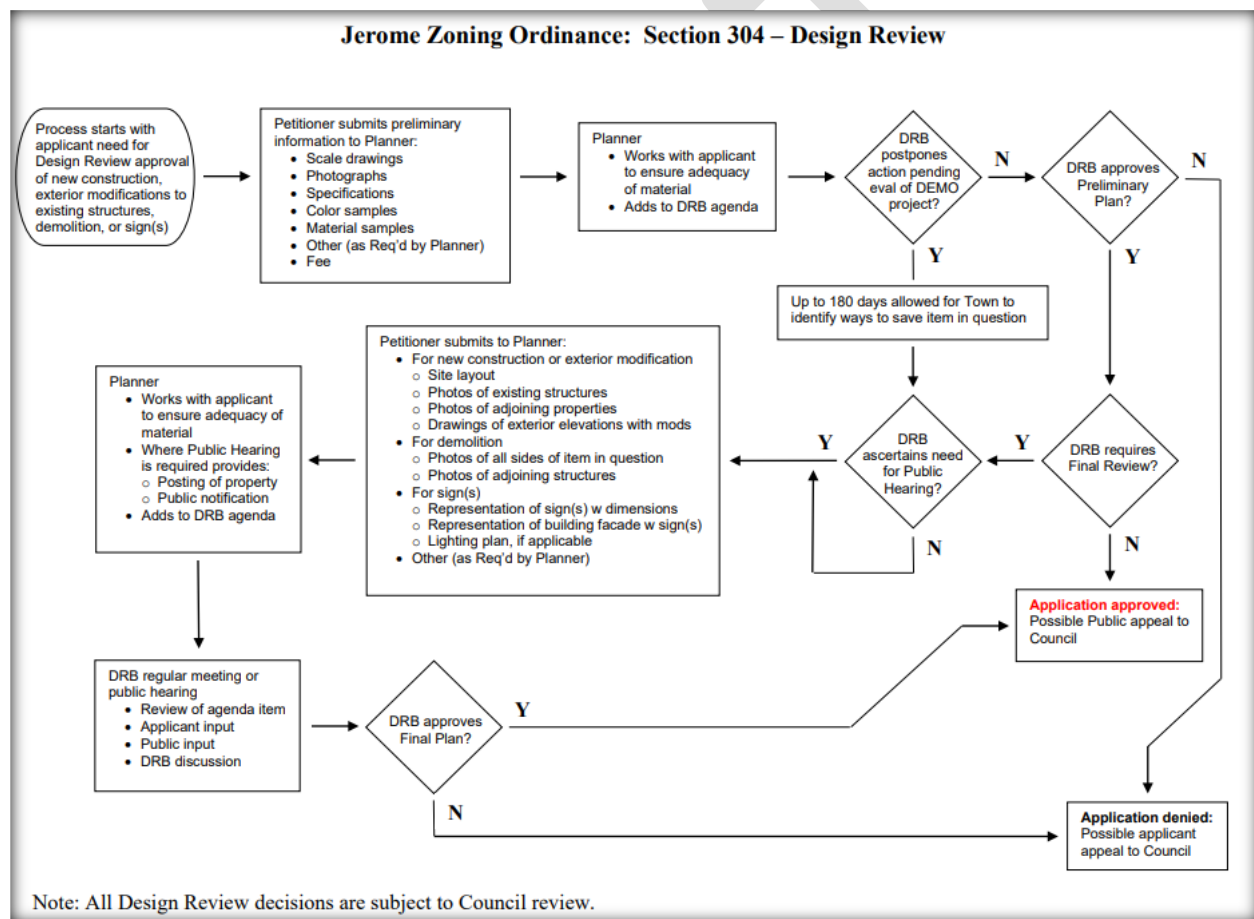 Jerome Zoning Ordinance: Section 304 – Design Review
Process starts with
applicant need for
Design Review approval
of new construction,
exterior modifications to
existing structures,
demolition, or sign(s)
Petitioner submits preliminary
information to Planner:
• Scale drawings
• Photographs
• Specifications
• Color samples
• Material samples
• Other (as Req'd by Planner)
• Fee
Planner
• Works with applicant
to ensure adequacy
of material
• Adds to DRB agenda
DRB
postpones
action pending
eval of DEMO
project?
N
Y
DRB approves
Preliminary
Plan?
N
Y
Up to 180 days allowed for Town to
identify ways to save item in question
DRB requires
Final Review?
Y
N
DRB
ascertains need
for Public
Hearing?
Y
N
Petitioner submits to Planner:
• For new construction or exterior modification
o Site layout
o Photos of existing structures
o Photos of adjoining properties
o Drawings of exterior elevations with mods
• For demolition
o Photos of all sides of item in question
o Photos of adjoining structures
• For sign(s)
o Representation of sign(s) w dimensions
o Representation of building facade w sign(s)
o Lighting plan, if applicable
• Other (as Req'd by Planner)
Planner
• Works with applicant
to ensure adequacy of
material
• Where Public Hearing
is required provides:
o Posting of property
o Public notification
• Adds to DRB agenda
DRB regular meeting or
public hearing
• Review of agenda item
• Applicant input
• Public input
• DRB discussion
DRB approves
Final Plan?
Y
N
Application approved:
Possible Public appeal to
Council
Application denied:
Possible applicant
appeal to Council
Note: All Design Review decisions are subject to Council review.